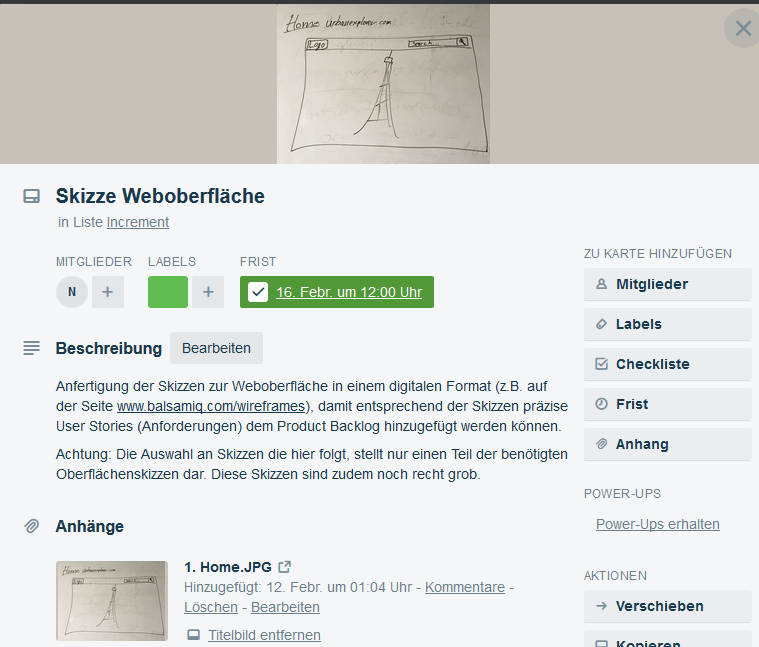 Home urbanexplorer.com
Logo
Search...
Skizze Weboberfläche
in Liste Increment
MITGLIEDER
LABELS
FRIST
N
+
+
16. Febr. um 12:00 Uhr
Beschreibung
Bearbeiten
Anfertigung der Skizzen zur Weboberfläche in einem digitalen Format (z.B. auf
der Seite www.balsamiq.com/wireframes), damit entsprechend der Skizzen präzise
User Stories (Anforderungen) dem Product Backlog hinzugefügt werden können.
Achtung: Die Auswahl an Skizzen die hier folgt, stellt nur einen Teil der benötigten
Oberflächenskizzen dar. Diese Skizzen sind zudem noch recht grob.
Anhänge
Home urbanexplorer.com
Logo
Search...
1. Home.JPG
Hinzugefügt: 12. Febr. um 01:04 Uhr - Kommentare -
Löschen - Bearbeiten
Titelbild entfernen
ZU KARTE HINZUFÜGEN
Mitglieder
Labels
Checkliste
Frist
Anhang
POWER-UPS
Power-Ups erhalten
AKTIONEN
Verschieben
Kopieren